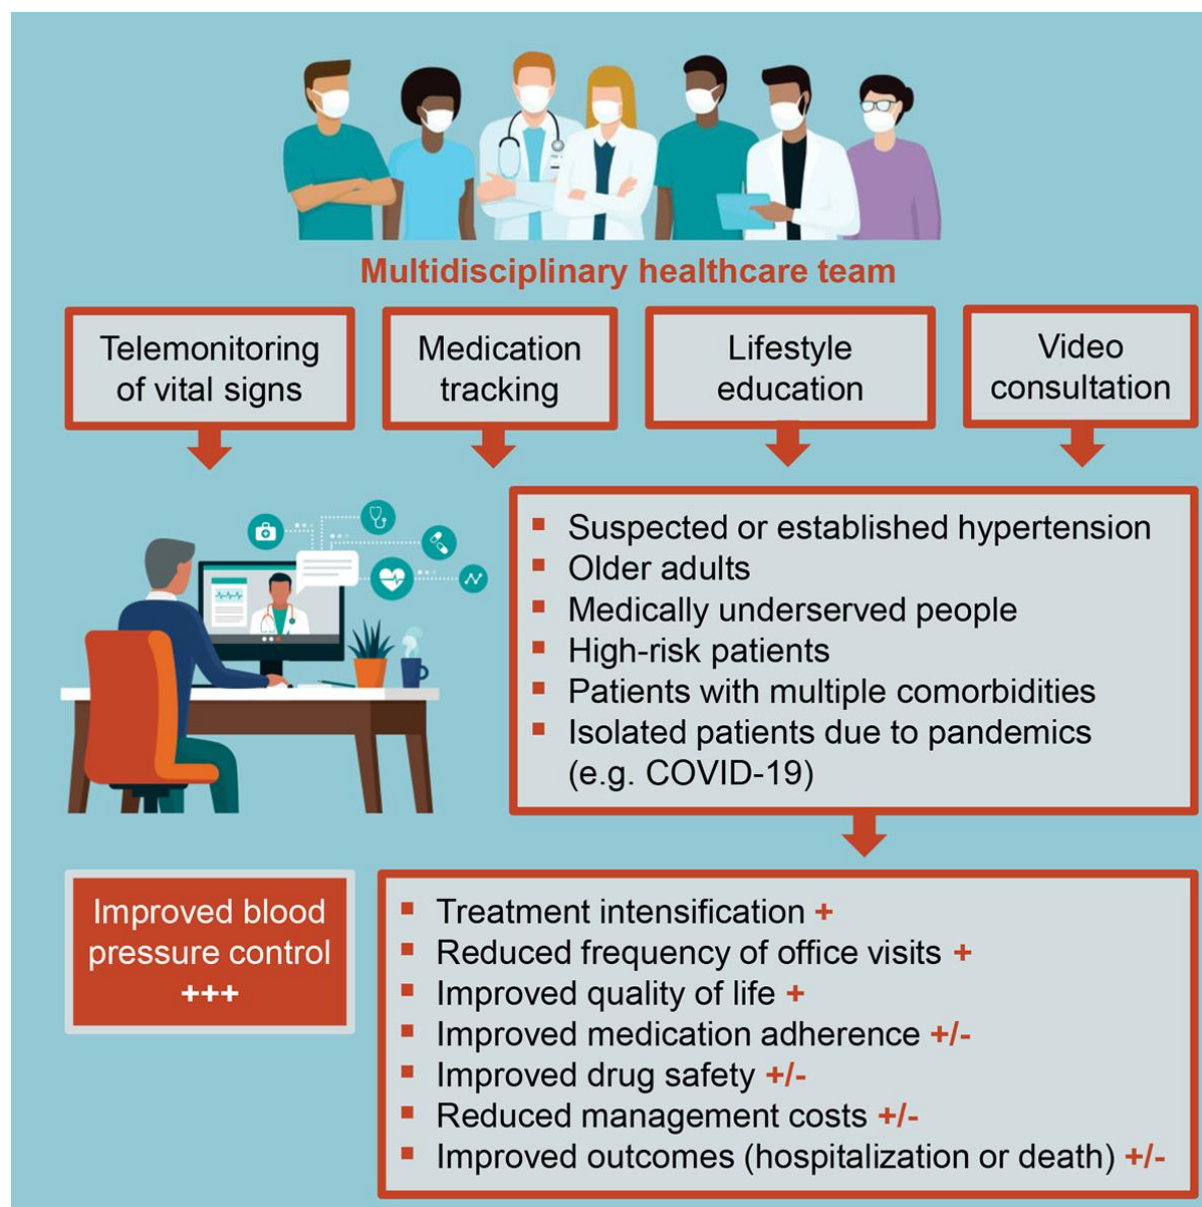 Multidisciplinary healthcare team
Telemonitoring
of vital signs
Medication
tracking
Lifestyle
education
Video
consultation
▪ Suspected or established hypertension
▪ Older adults
▪ Medically underserved people
▪ High-risk patients
▪ Patients with multiple comorbidities
▪ Isolated patients due to pandemics
(e.g. COVID-19)
Improved blood
pressure control
+++
▪ Treatment intensification +
▪ Reduced frequency of office visits +
▪ Improved quality of life +
▪ Improved medication adherence +/-
▪ Improved drug safety +/-
▪ Reduced management costs +/-
▪ Improved outcomes (hospitalization or death) +/-